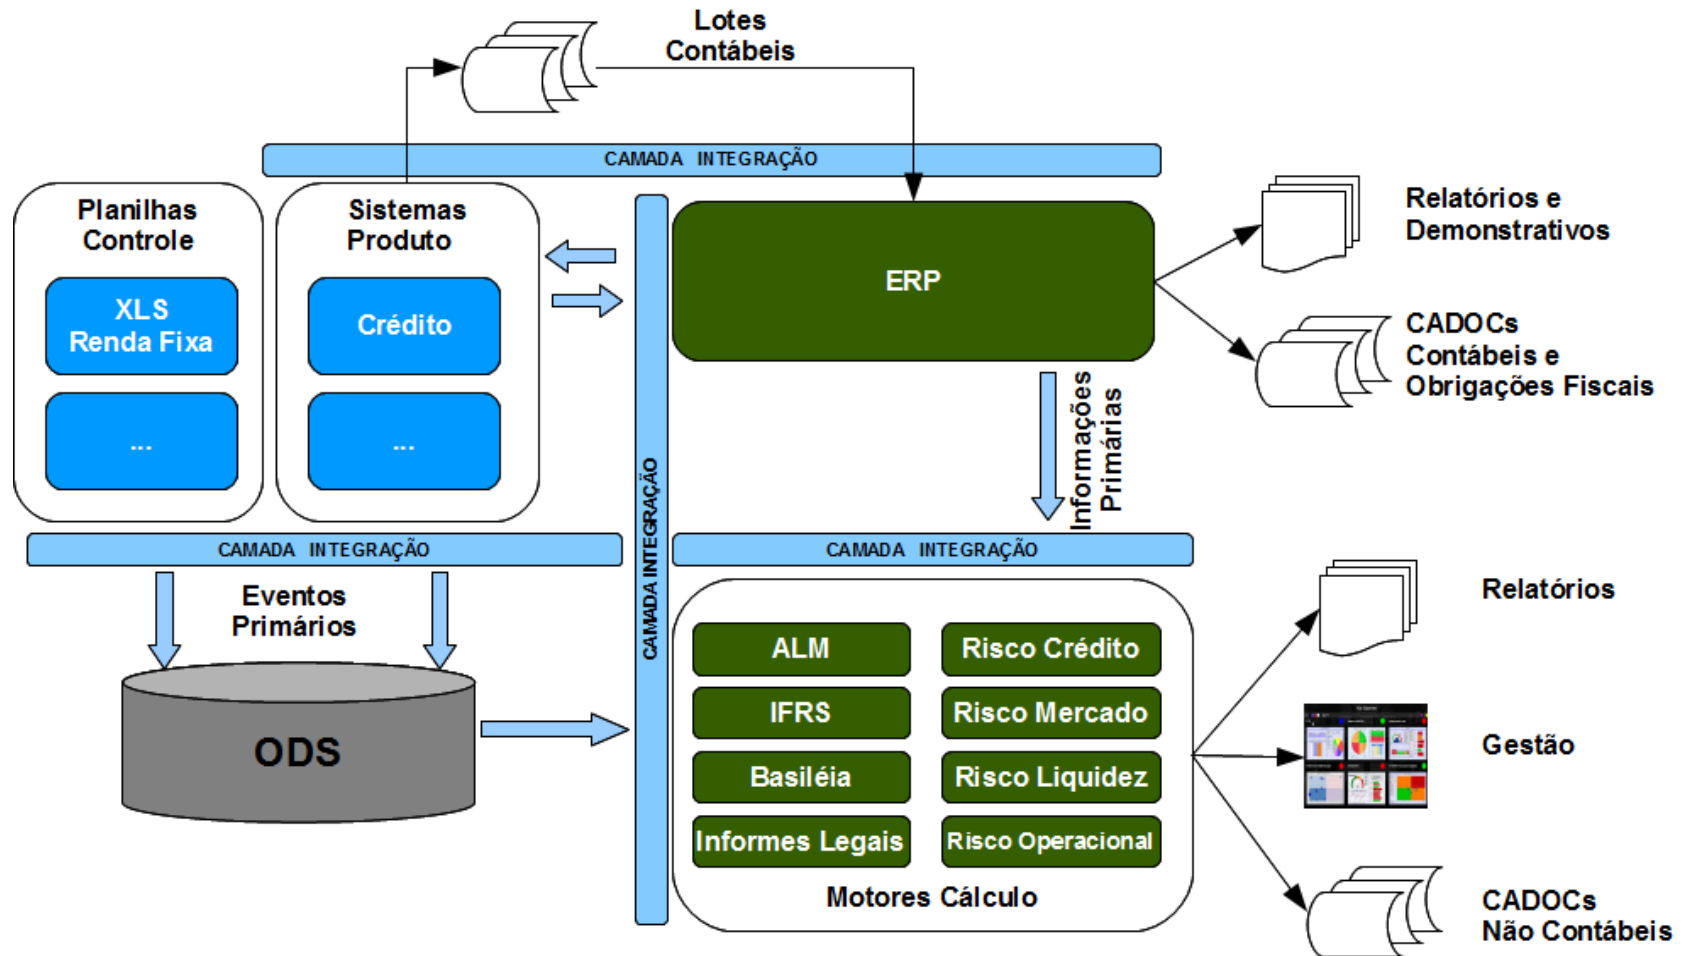 Lotes
Contábeis
CAMADA INTEGRAÇÃO
Planilhas
Controle
XLS
Renda Fixa
...
Sistemas
Produto
Crédito
...
CAMADA INTEGRAÇÃO
ERP
Relatórios e
Demonstrativos
CADOCs
Contábeis e
Obrigações Fiscais
Informações
Primárias
CAMADA INTEGRAÇÃO
Eventos
Primários
ODS
CAMADA INTEGRAÇÃO
ALM
Risco Crédito
IFRS
Risco Mercado
Basiléia
Risco Liquidez
Informes Legais
Risco Operacional
Motores Cálculo
Relatórios
Gestão
CADOCs
Não Contábeis